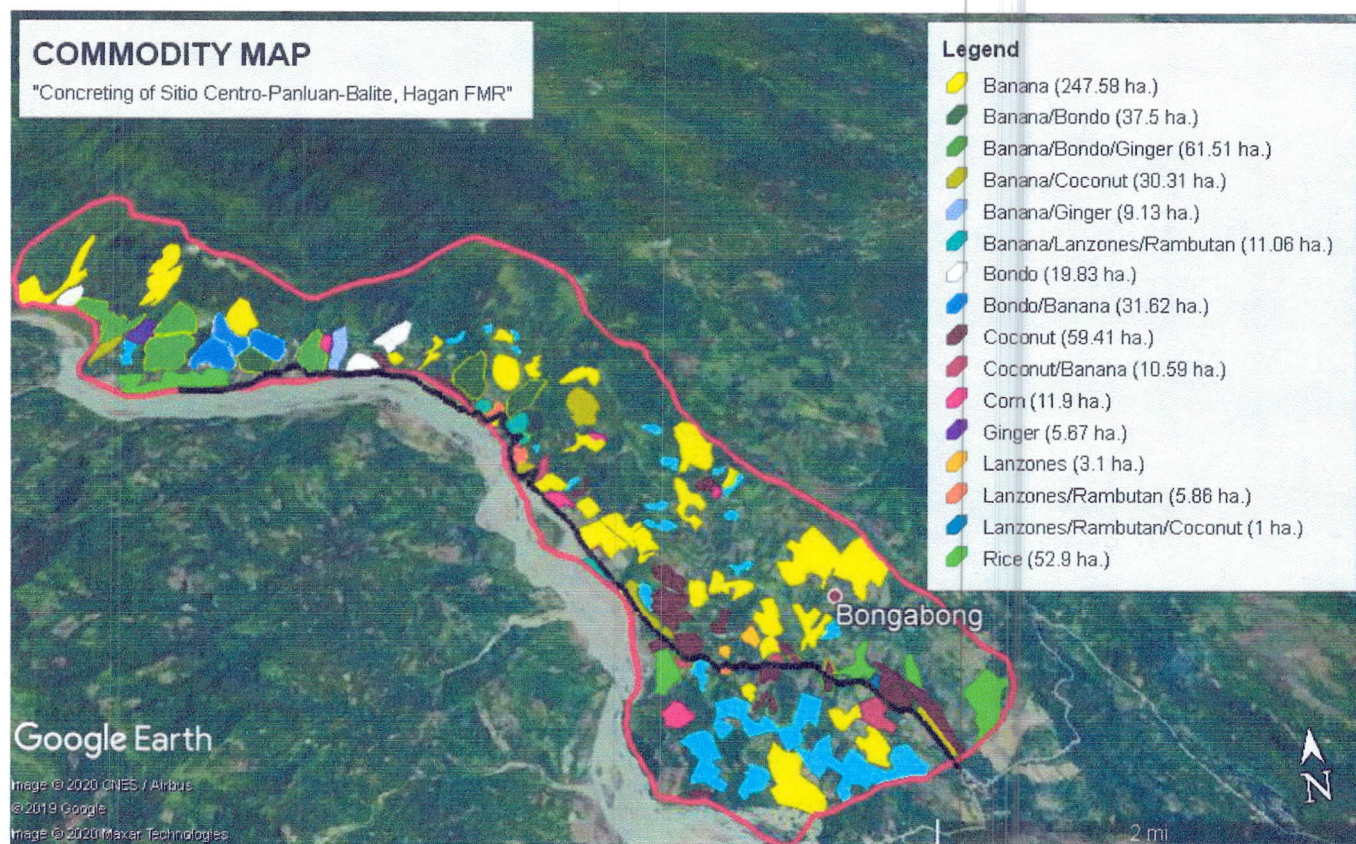 COMMODITY MAP
"Concreting of Sitio Centro-Panluan-Balite, Hagan FMR"
Legend
Banana (247.58 ha.)
Banana/Bondo (37.5 ha.)
Banana/Bondo/Ginger (61.51 ha.)
Banana/Coconut (30.31 ha.)
Banana/Ginger (9.13 ha.)
Banana/Lanzones/Rambutan (11.06 ha.)
Bondo (19.83 ha.)
Bondo/Banana (31.62 ha.)
Coconut (59.41 ha.)
Coconut/Banana (10.59 ha.)
Corn (11.9 ha.)
Ginger (5.67 ha.)
Lanzones (3.1 ha.)
Lanzones/Rambutan (5.86 ha.)
Lanzones/Rambutan/Coconut (1 ha.)
Rice (52.9 ha.)
Bongabong
Google Earth
Image © 2020 CNES / Airbus
© 2019 Google
Image © 2020 Maxar Technologies
N
2 mi